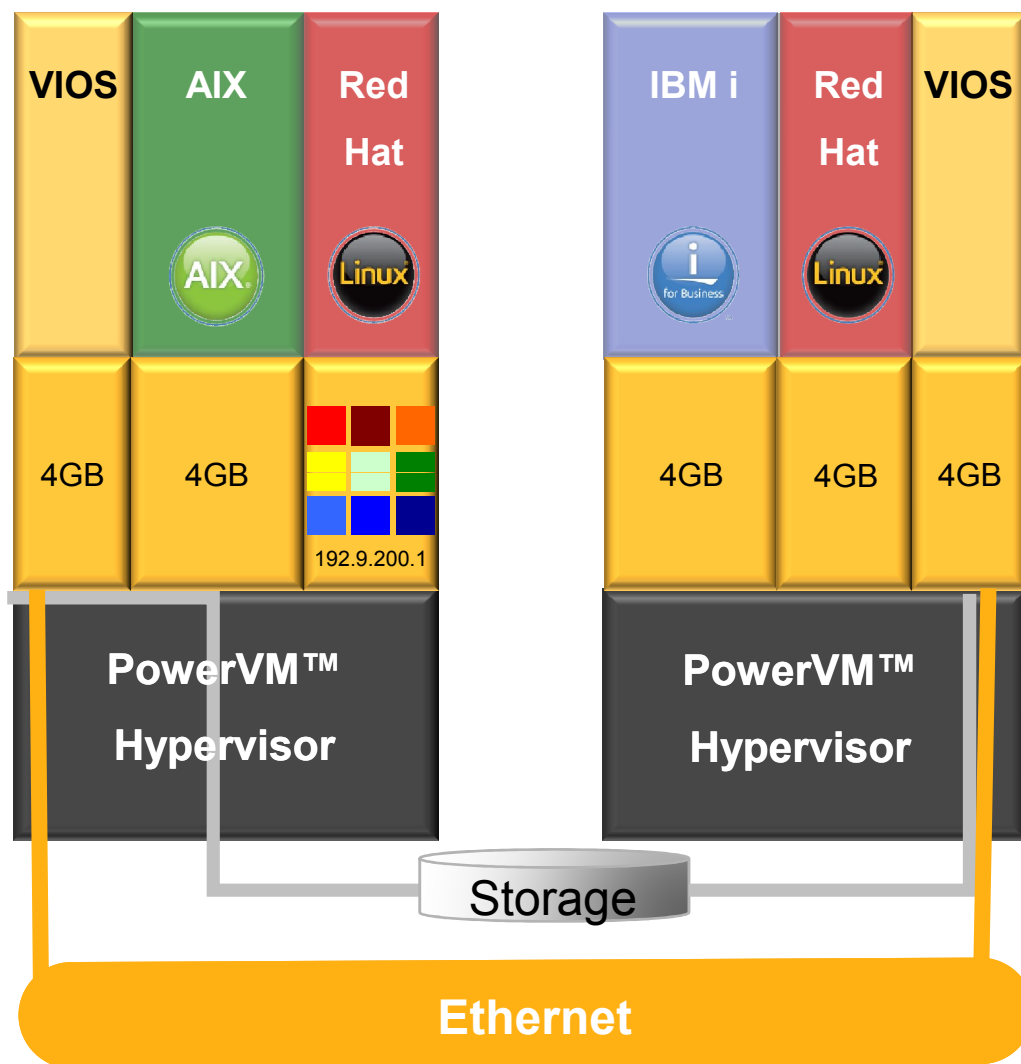 VIOS
AIX
Red
Hat
IBM i
Red
Hat
VIOS
AIX
Linux
i
for Business
Linux
4GB
4GB
192.9.200.1
4GB
4GB
4GB
PowerVM™
Hypervisor
PowerVM™
Hypervisor
Storage
Ethernet